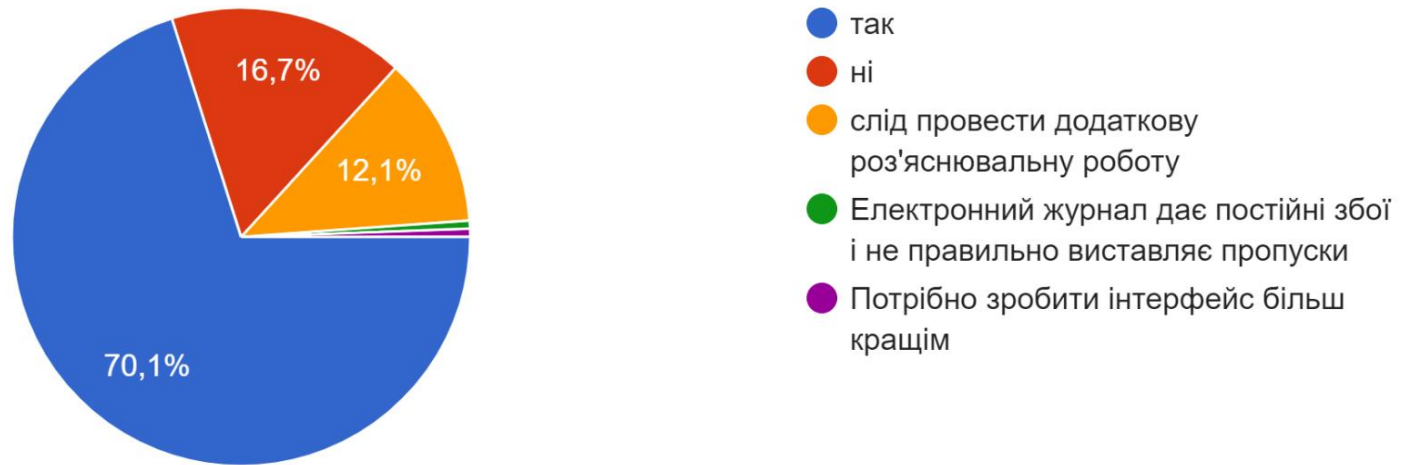 16,7%
12,1%
70,1%
так
ні
слід провести додаткову
роз'яснювальну роботу
Електронний журнал дає постійні збої
і не правильно виставляє пропуски
Потрібно зробити інтерфейс більш
кращім